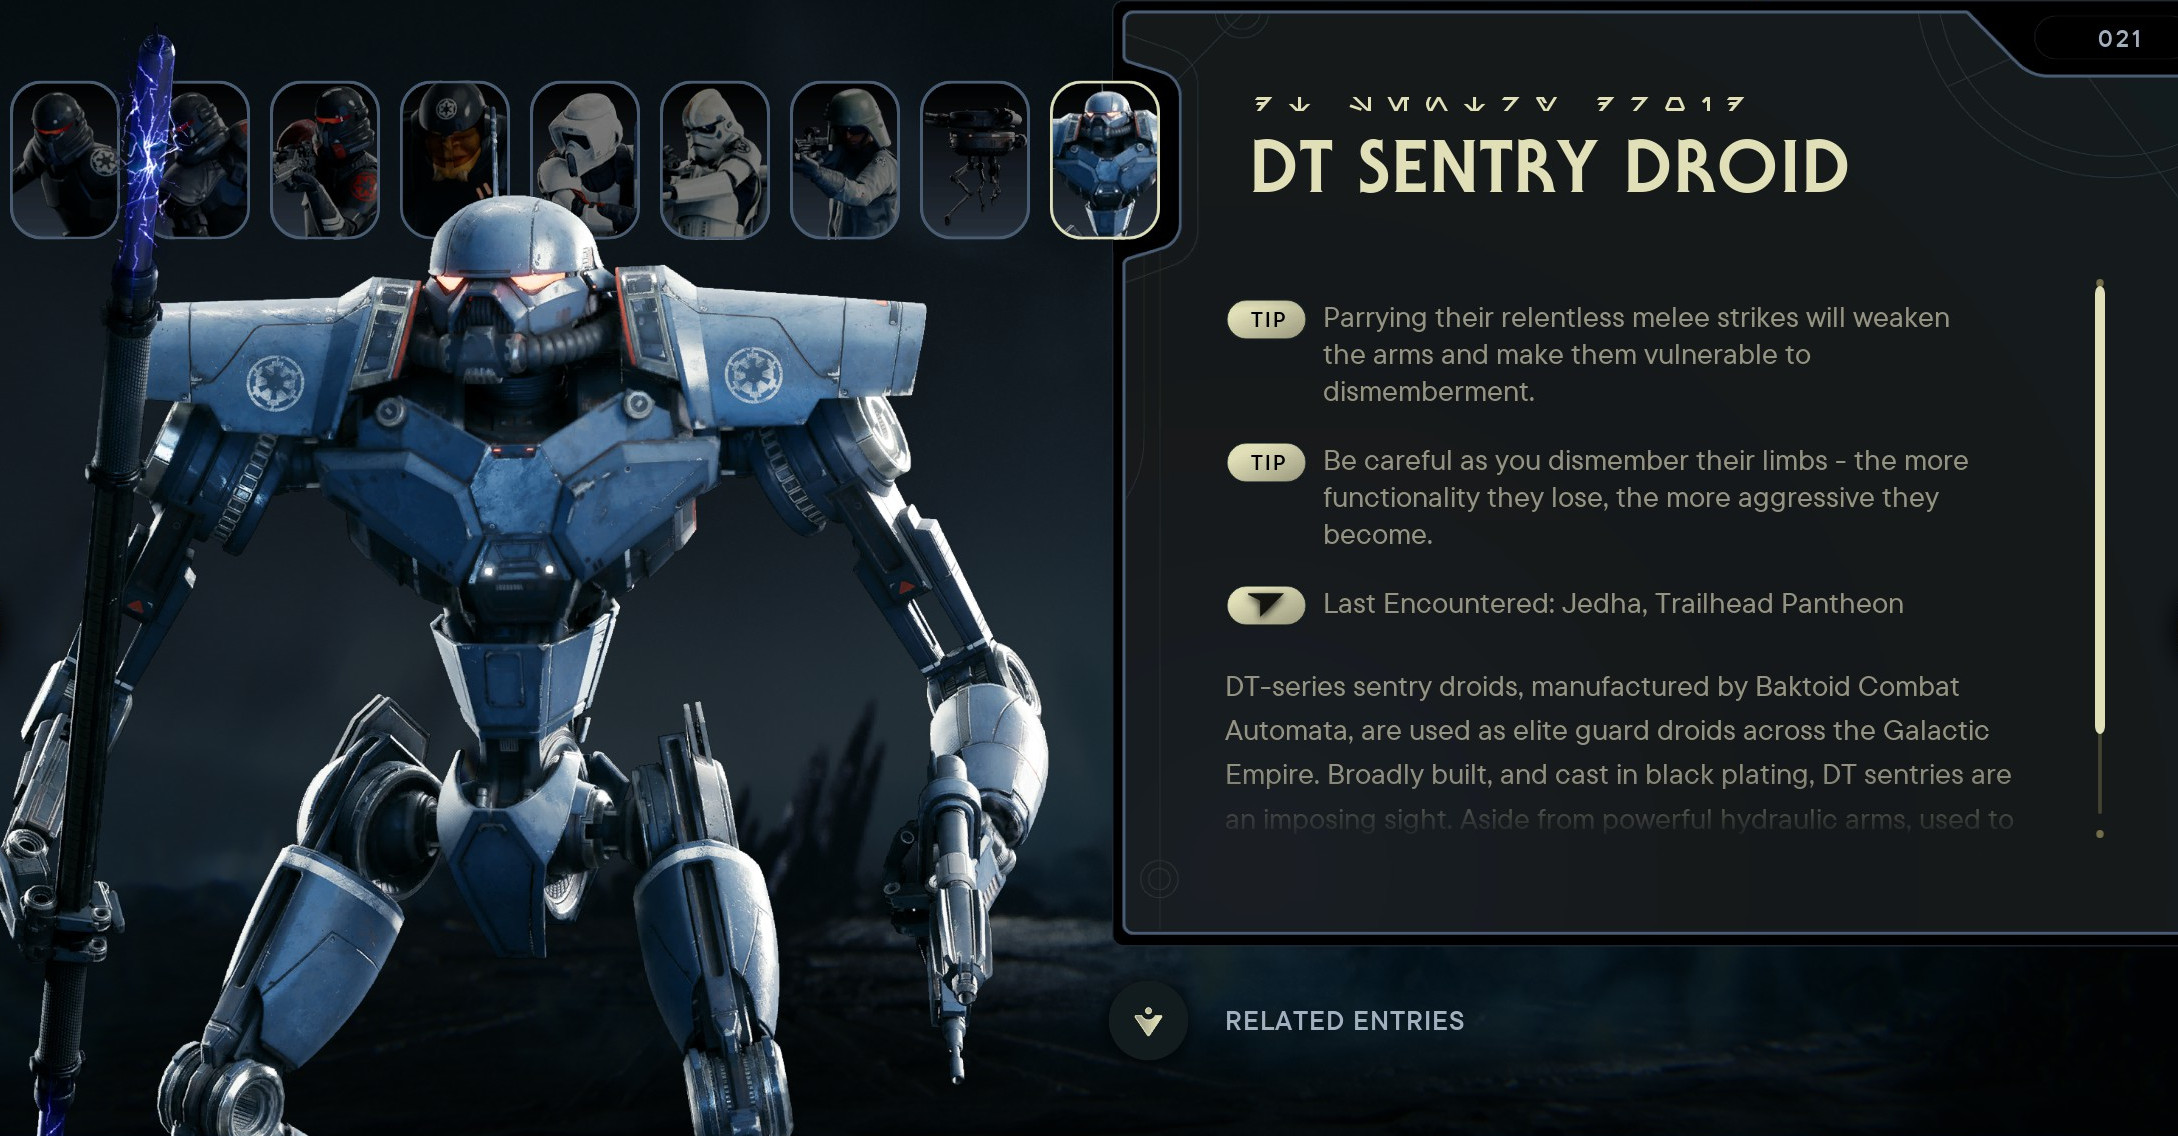 021
DT SENTRY DROID
TIP
Parrying their relentless melee strikes will weaken
the arms and make them vulnerable to
dismemberment.
TIP
Be careful as you dismember their limbs - the more
functionality they lose, the more aggressive they
become.
Last Encountered: Jedha, Trailhead Pantheon
DT-series sentry droids, manufactured by Baktoid Combat
Automata, are used as elite guard droids across the Galactic
Empire. Broadly built, and cast in black plating, DT sentries are
an imposing sight. Aside from powerful hydraulic arms, used to
RELATED ENTRIES